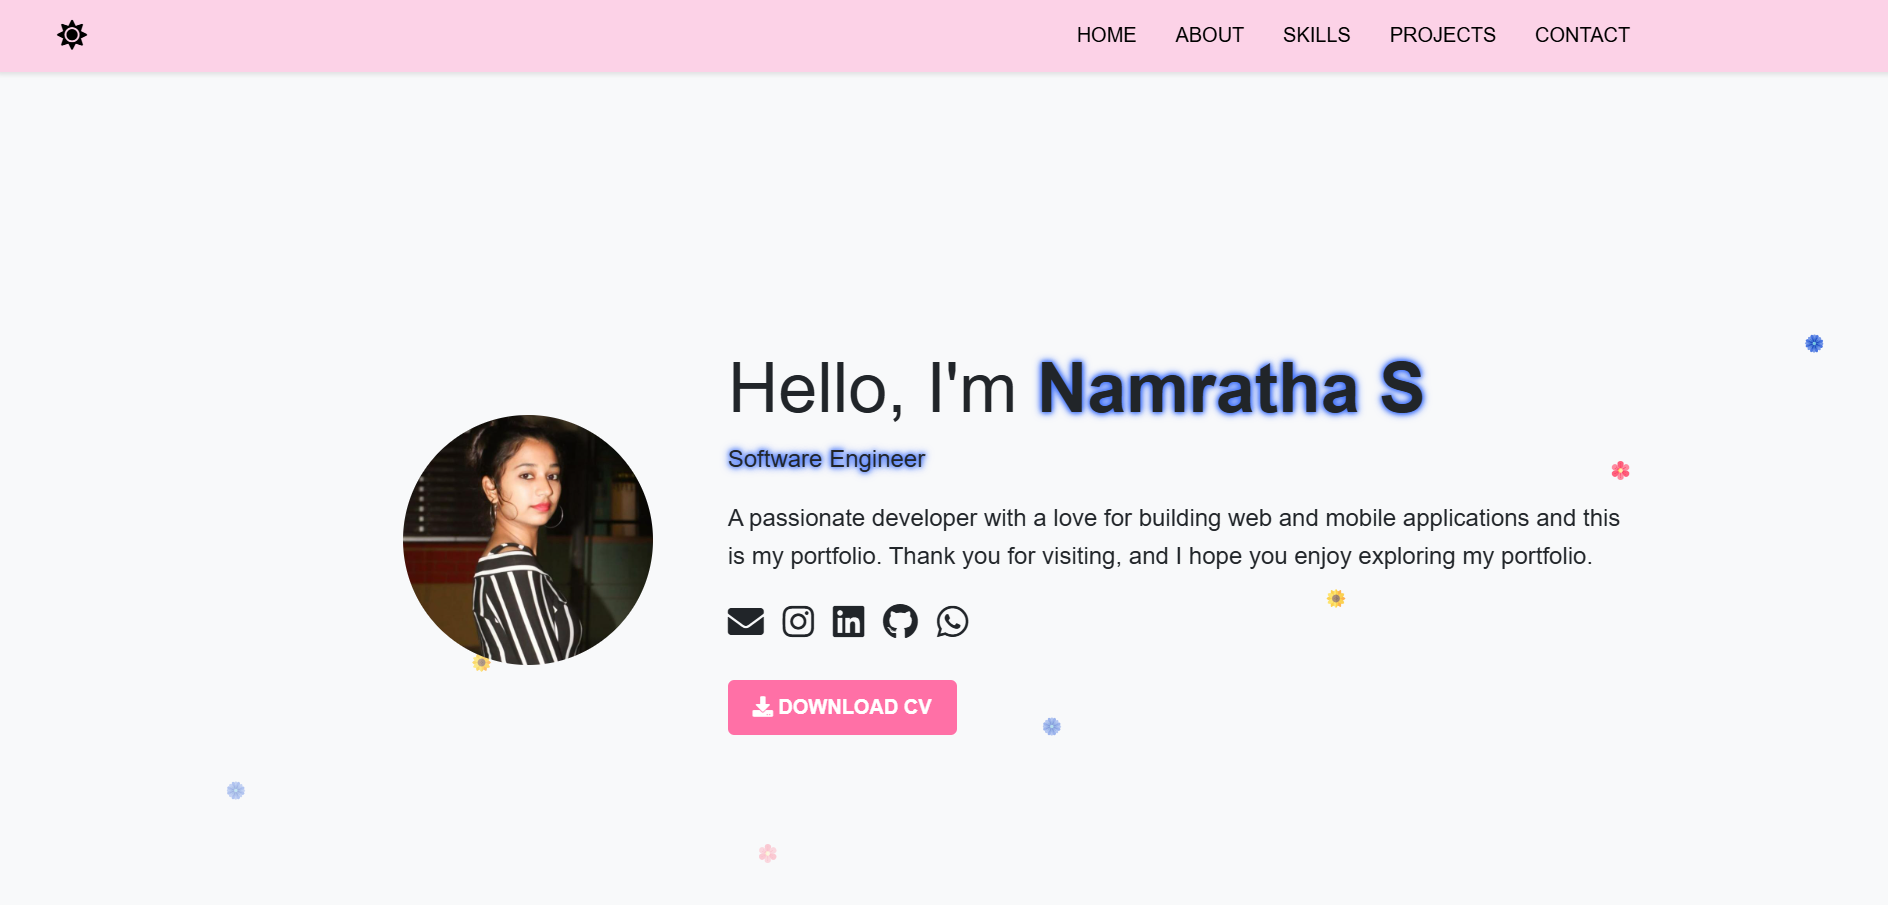 HOME ABOUT SKILLS PROJECTS CONTACT
Hello, I'm Namratha S
Software Engineer
A passionate developer with a love for building web and mobile applications and this
is my portfolio. Thank you for visiting, and I hope you enjoy exploring my portfolio.
DOWNLOAD CV